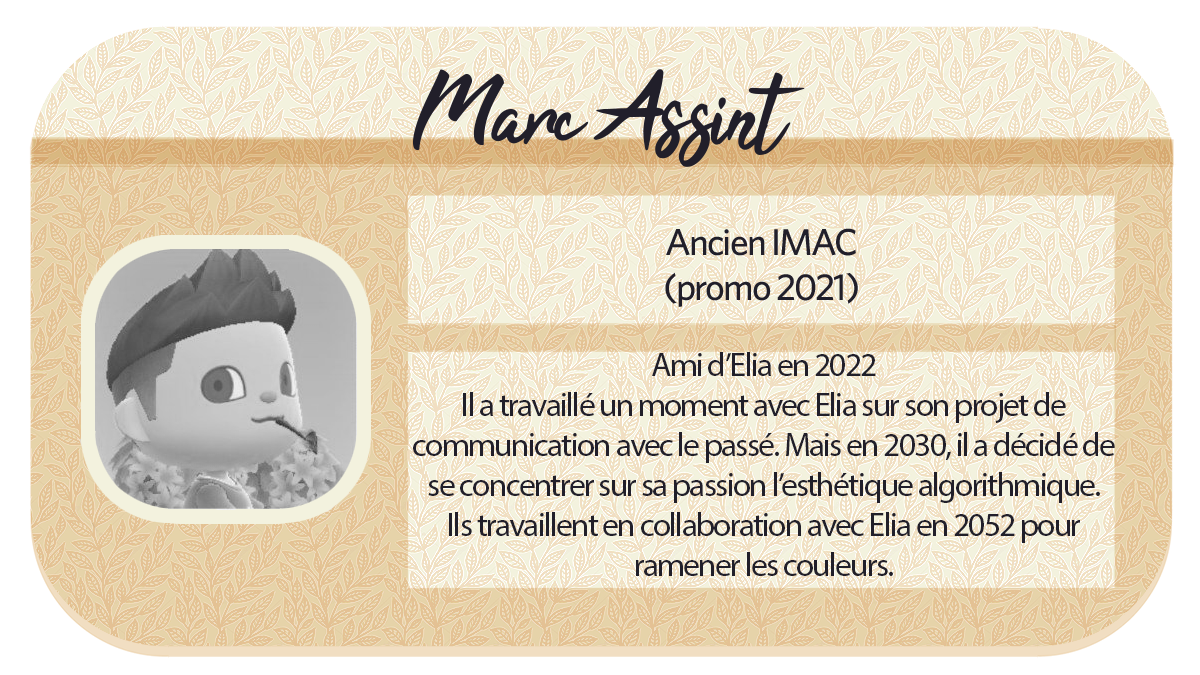 Marc Assint
Ancien IMAC
(promo 2021)
Ami d’Elia en 2022
Il a travaillé un moment avec Elia sur son projet de
communication avec le passé. Mais en 2030, il a décidé de
se concentrer sur sa passion l’esthétique algorithmique.
Ils travaillent en collaboration avec Elia en 2052 pour
ramener les couleurs.